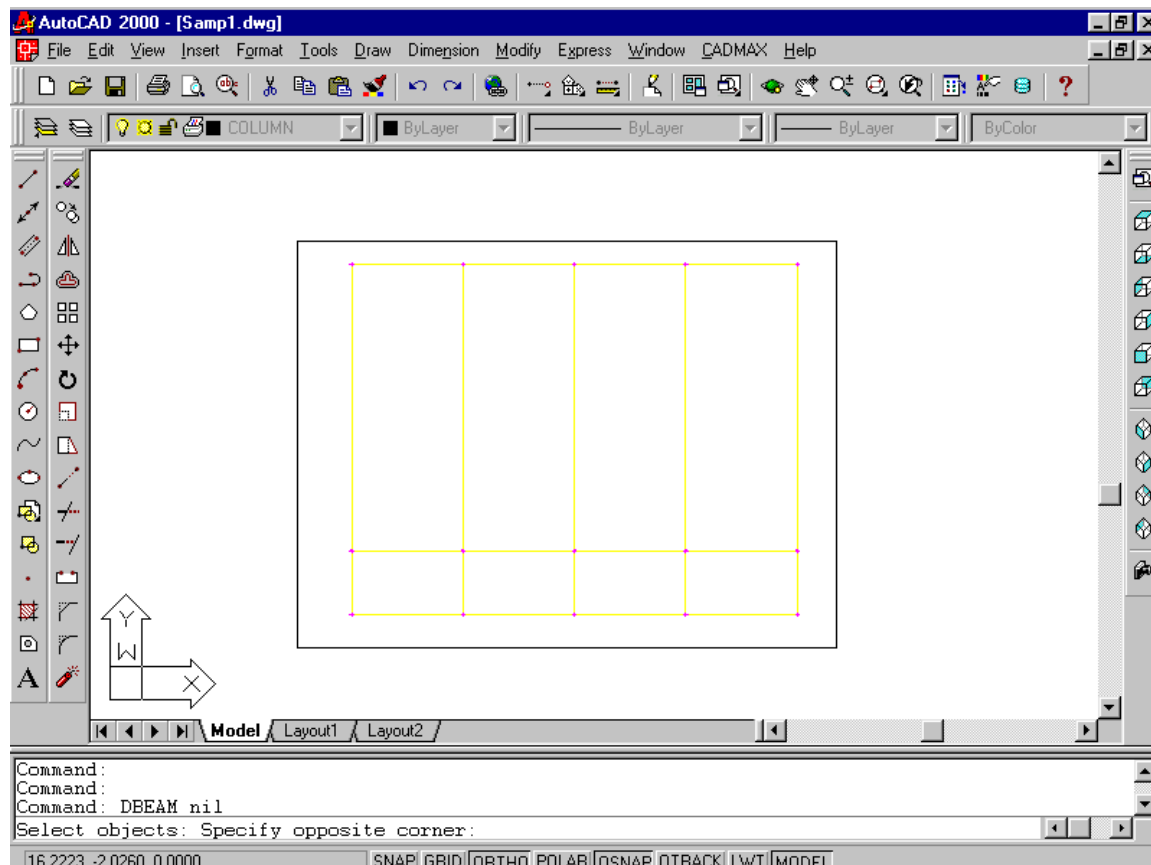 AutoCAD 2000 - [Samp1.dwg]
File Edit View Insert Format Tools Draw Dimension Modify Express Window CADMAX Help
COLUMN ByLayer ByLayer ByLayer ByColor
Y
W
X
A
Model Layout1 Layout2
Command:
Command:
Command: DBEAM nil
Select objects: Specify opposite corner:
16.2223, -2.0260, 0.0000 SNAP GRID ORTHO POLAR OSNAP OTRACK LWT MODEL